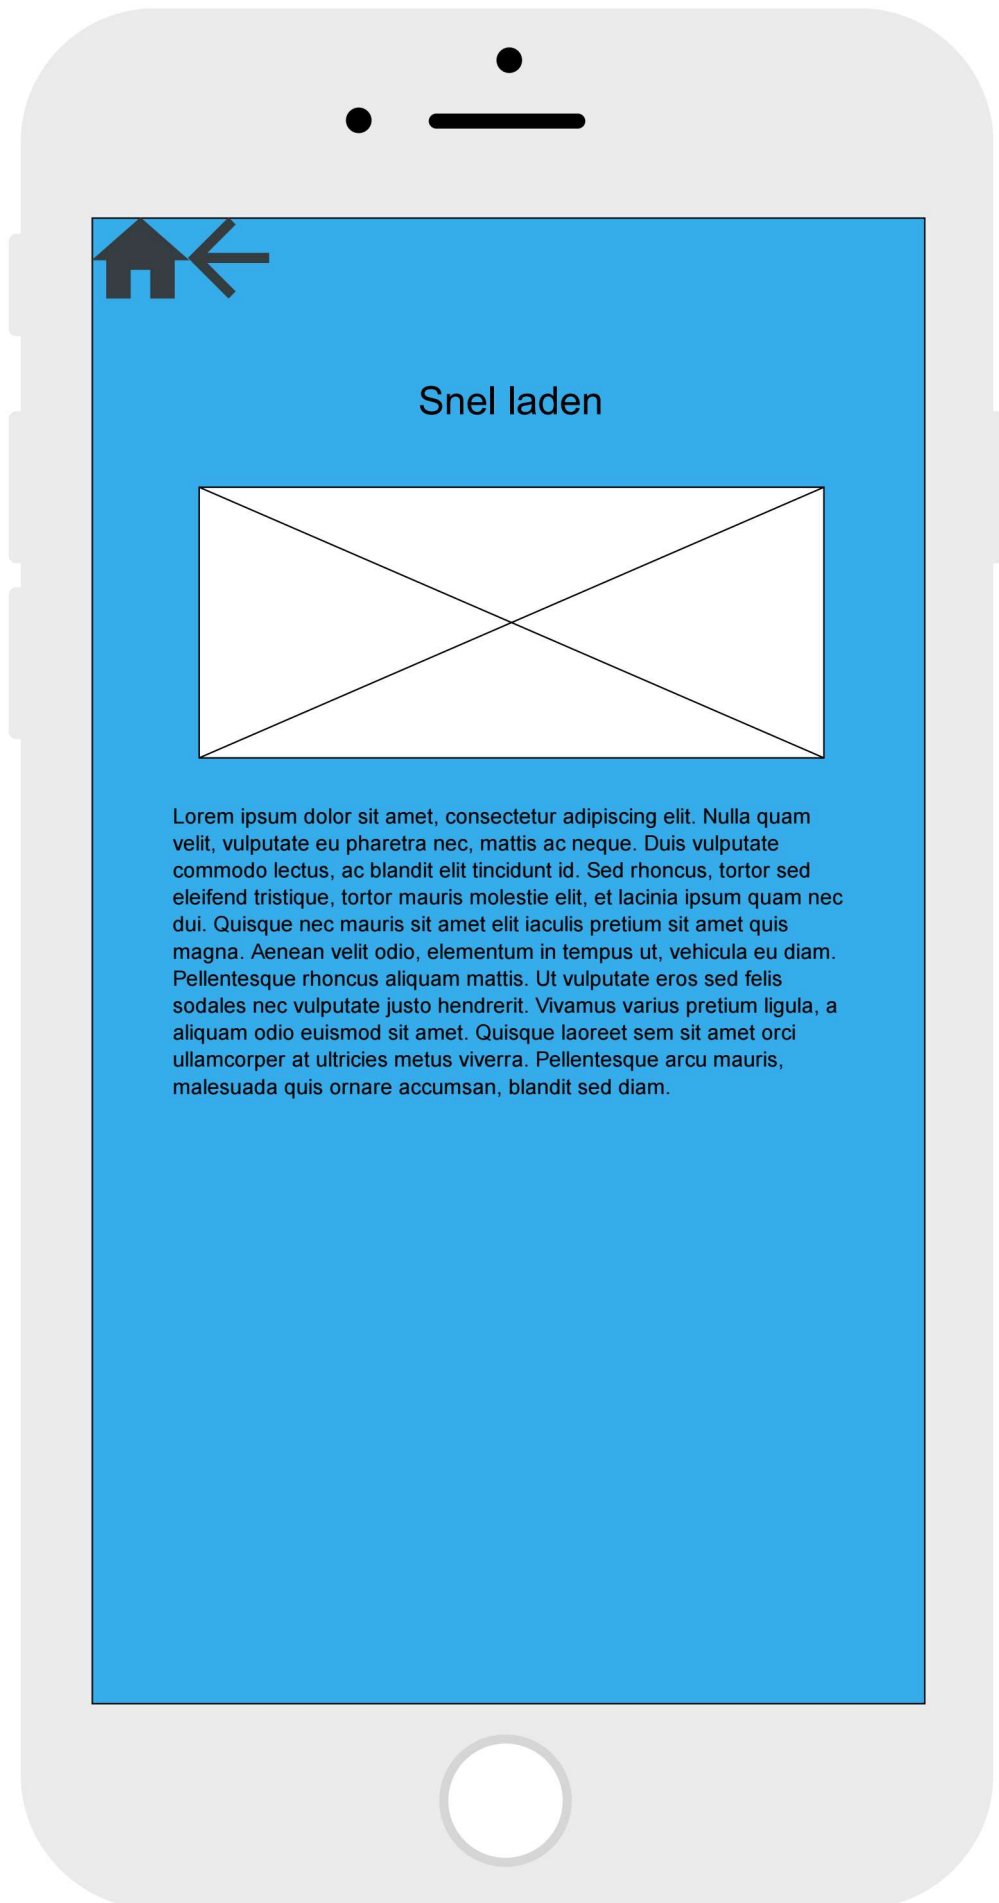 Snel laden
Lorem ipsum dolor sit amet, consectetur adipiscing elit. Nulla quam
velit, vulputate eu pharetra nec, mattis ac neque. Duis vulputate
commodo lectus, ac blandit elit tincidunt id. Sed rhoncus, tortor sed
eleifend tristique, tortor mauris molestie elit, et lacinia ipsum quam nec
dui. Quisque nec mauris sit amet elit iaculis pretium sit amet quis
magna. Aenean velit odio, elementum in tempus ut, vehicula eu diam.
Pellentesque rhoncus aliquam mattis. Ut vulputate eros sed felis
sodales nec vulputate justo hendrerit. Vivamus varius pretium ligula, a
aliquam odio euismod sit amet. Quisque laoreet sem sit amet orci
ullamcorper at ultricies metus viverra. Pellentesque arcu mauris,
malesuada quis ornare accumsan, blandit sed diam.